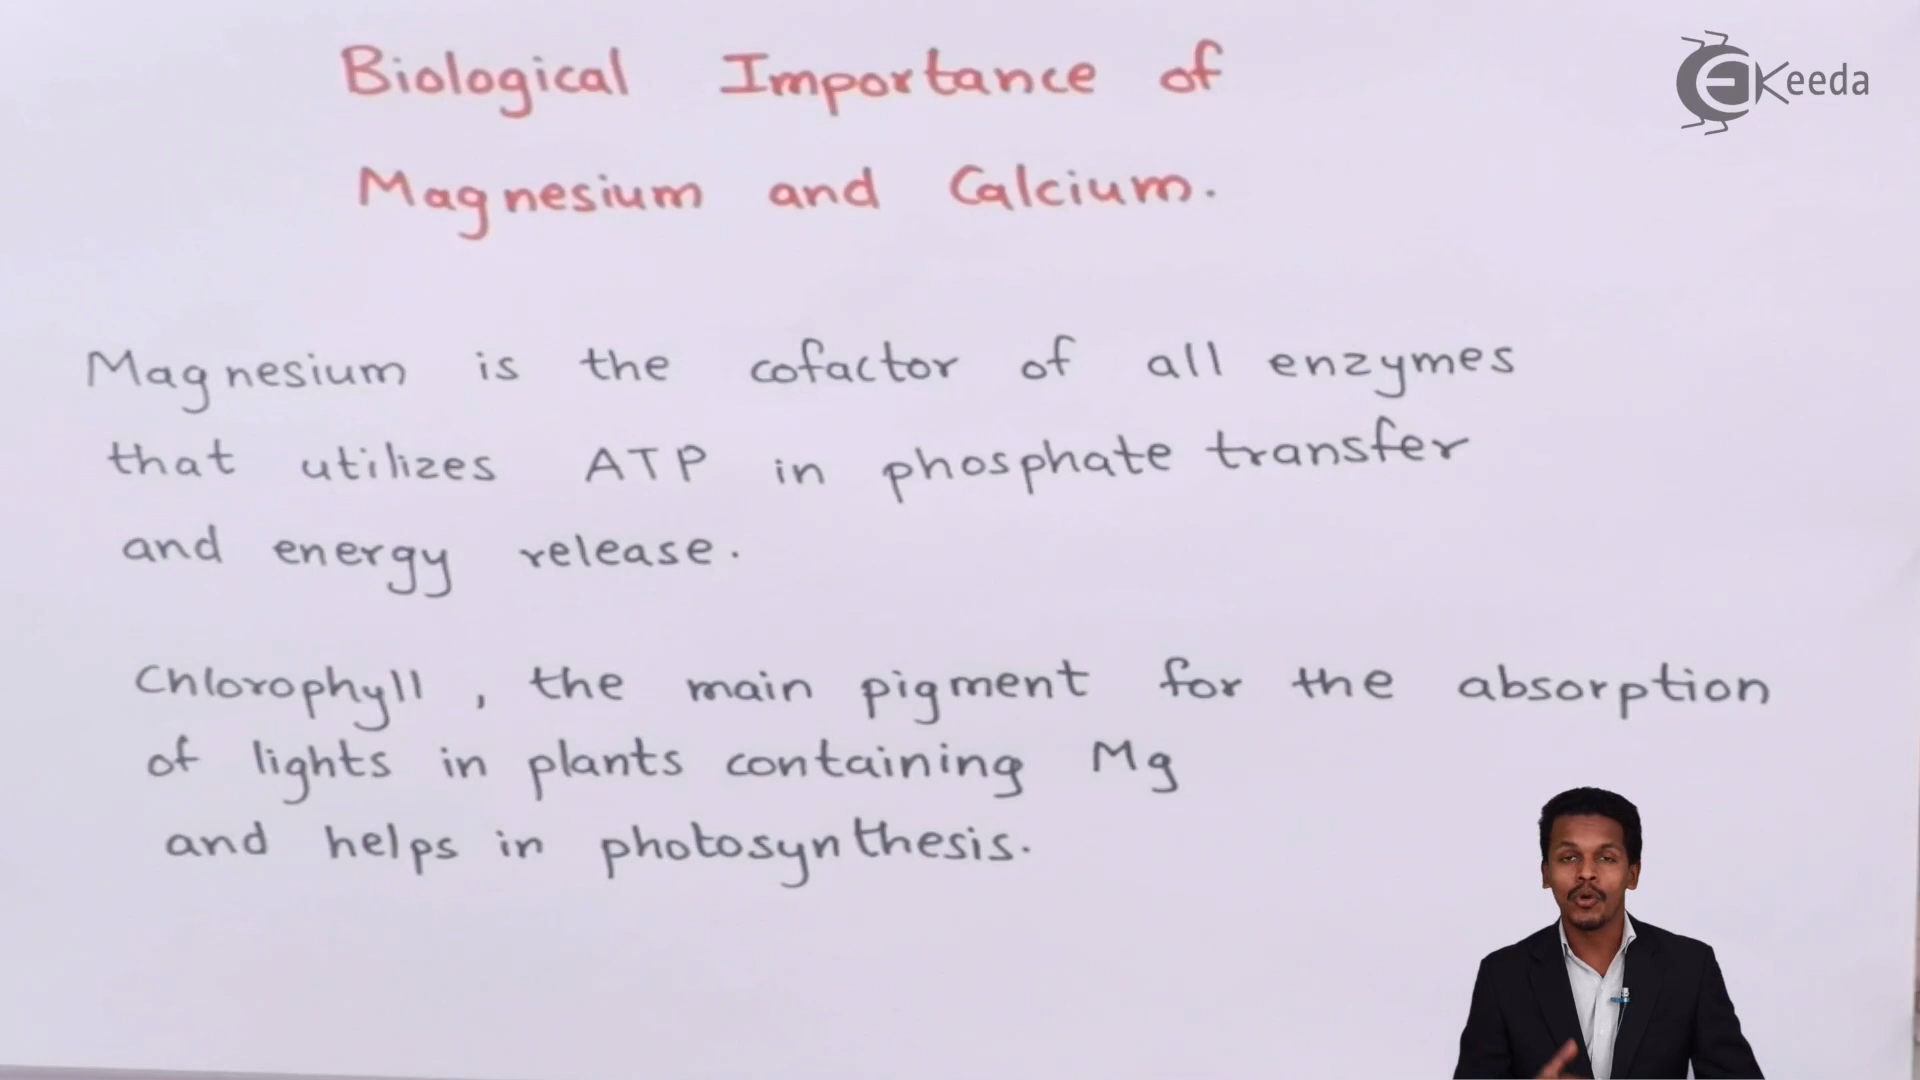 Biological Importance of
Magnesium and Calcium.
EKeeda
Magnesium is the cofactor of all enzymes
that utilizes ATP in phosphate transfer
and energy release.
Chlorophyll, the main pigment for the absorption
of lights in plants containing Mg
and helps in photosynthesis.